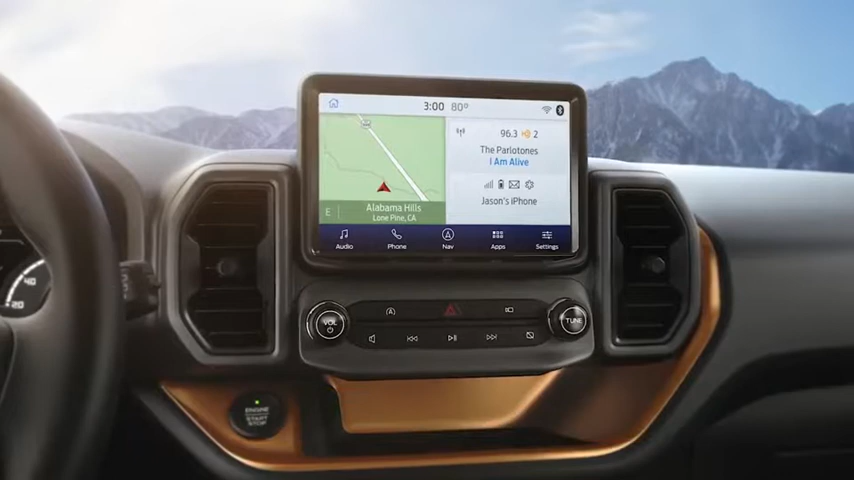 3:00 80°
96.3 2
The Parlotones
I Am Alive
Jason's iPhone
E
Alabama Hills
Lone Pine, CA
Audio
Phone
Nav
Apps
Settings
VOL
TUNE
ENGINE
START
STOP
40
20